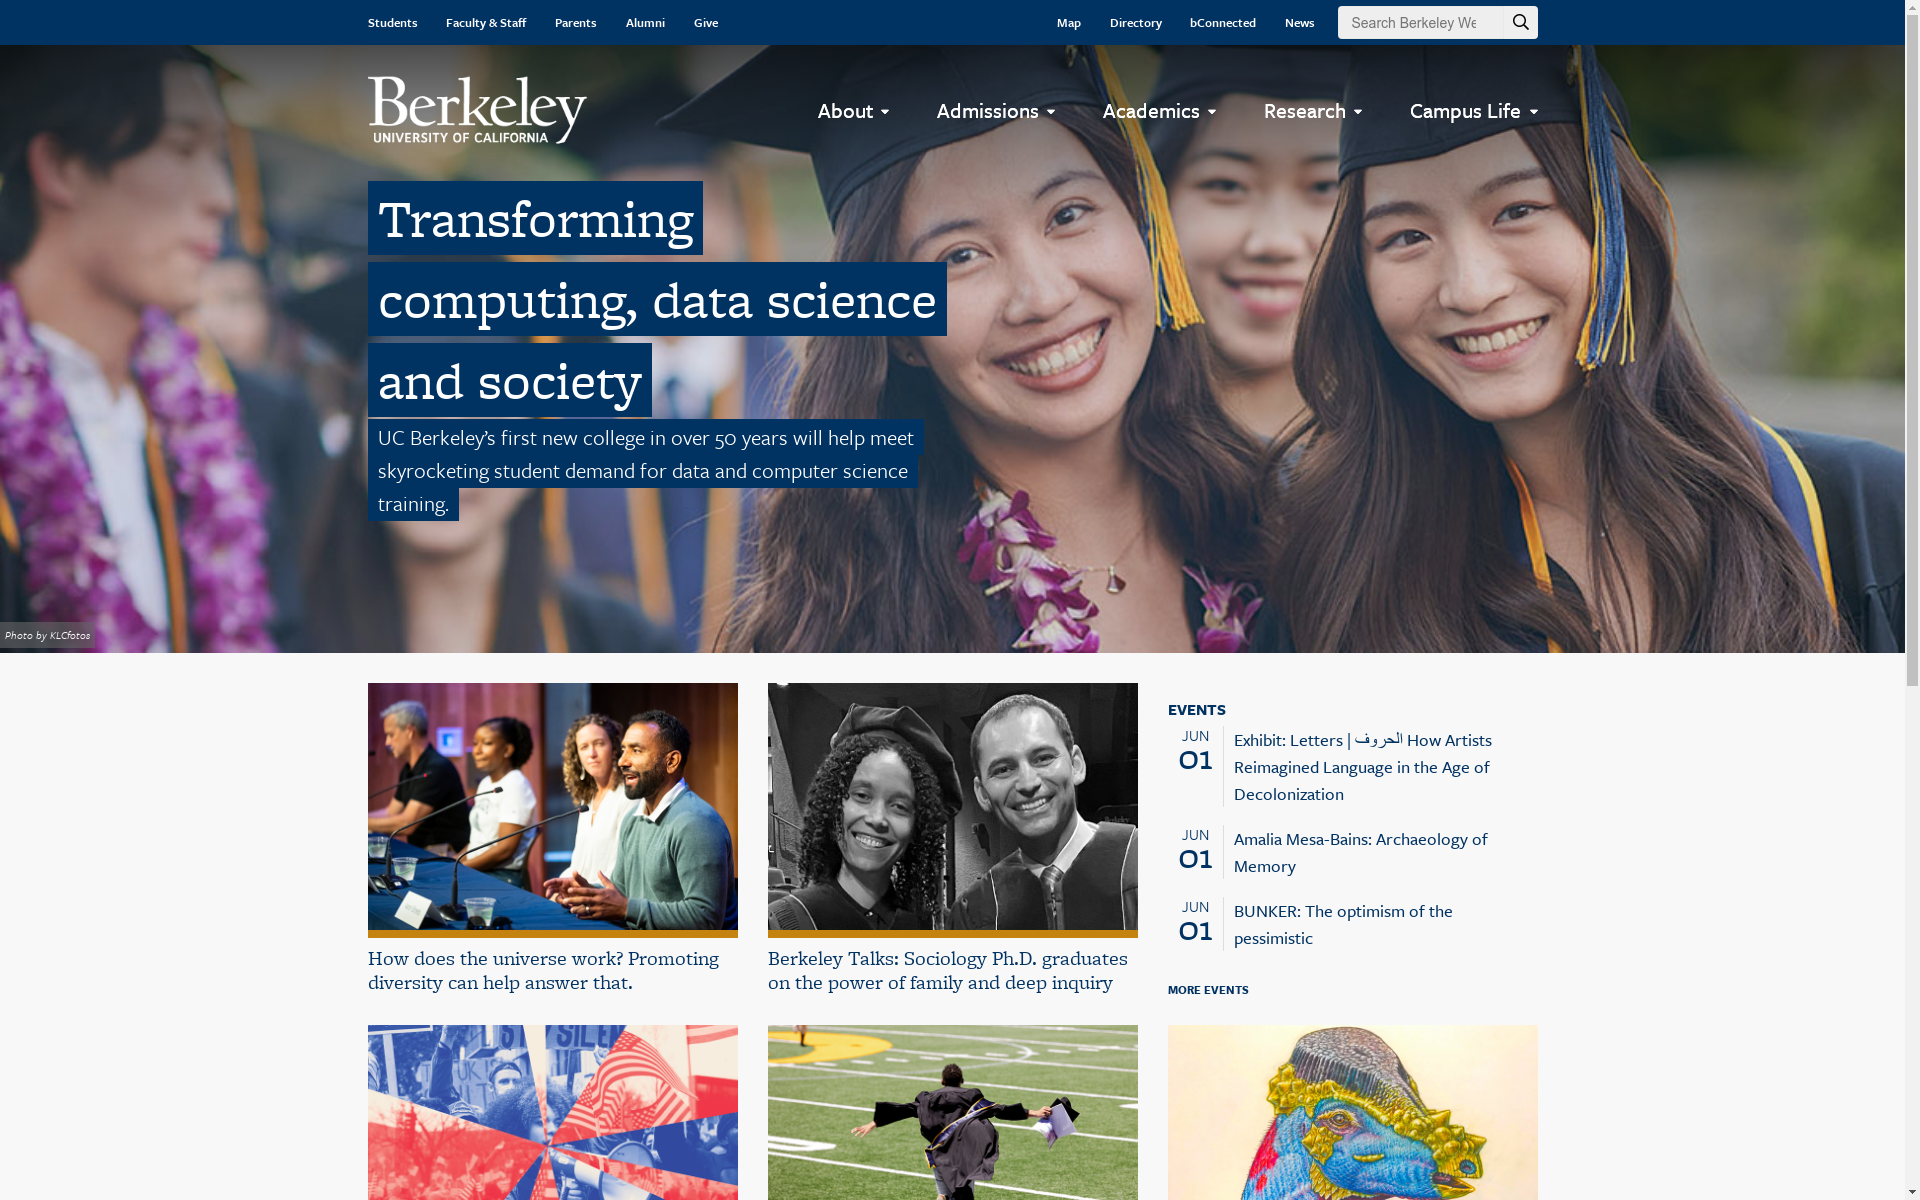 Students Faculty & Staff Parents Alumni Give Map Directory bConnected News Search Berkeley We
Berkeley
UNIVERSITY OF CALIFORNIA
About Admissions Academics Research Campus Life
Transforming
computing, data science
and society
UC Berkeley’s first new college in over 50 years will help meet
skyrocketing student demand for data and computer science
training.
Photo by KLCfotos
How does the universe work? Promoting
diversity can help answer that.
Berkeley Talks: Sociology Ph.D. graduates
on the power of family and deep inquiry
EVENTS
JUN
01
Exhibit: Letters | الحروف How Artists
Reimagined Language in the Age of
Decolonization
JUN
01
Amalia Mesa-Bains: Archaeology of
Memory
JUN
01
BUNKER: The optimism of the
pessimistic
MORE EVENTS